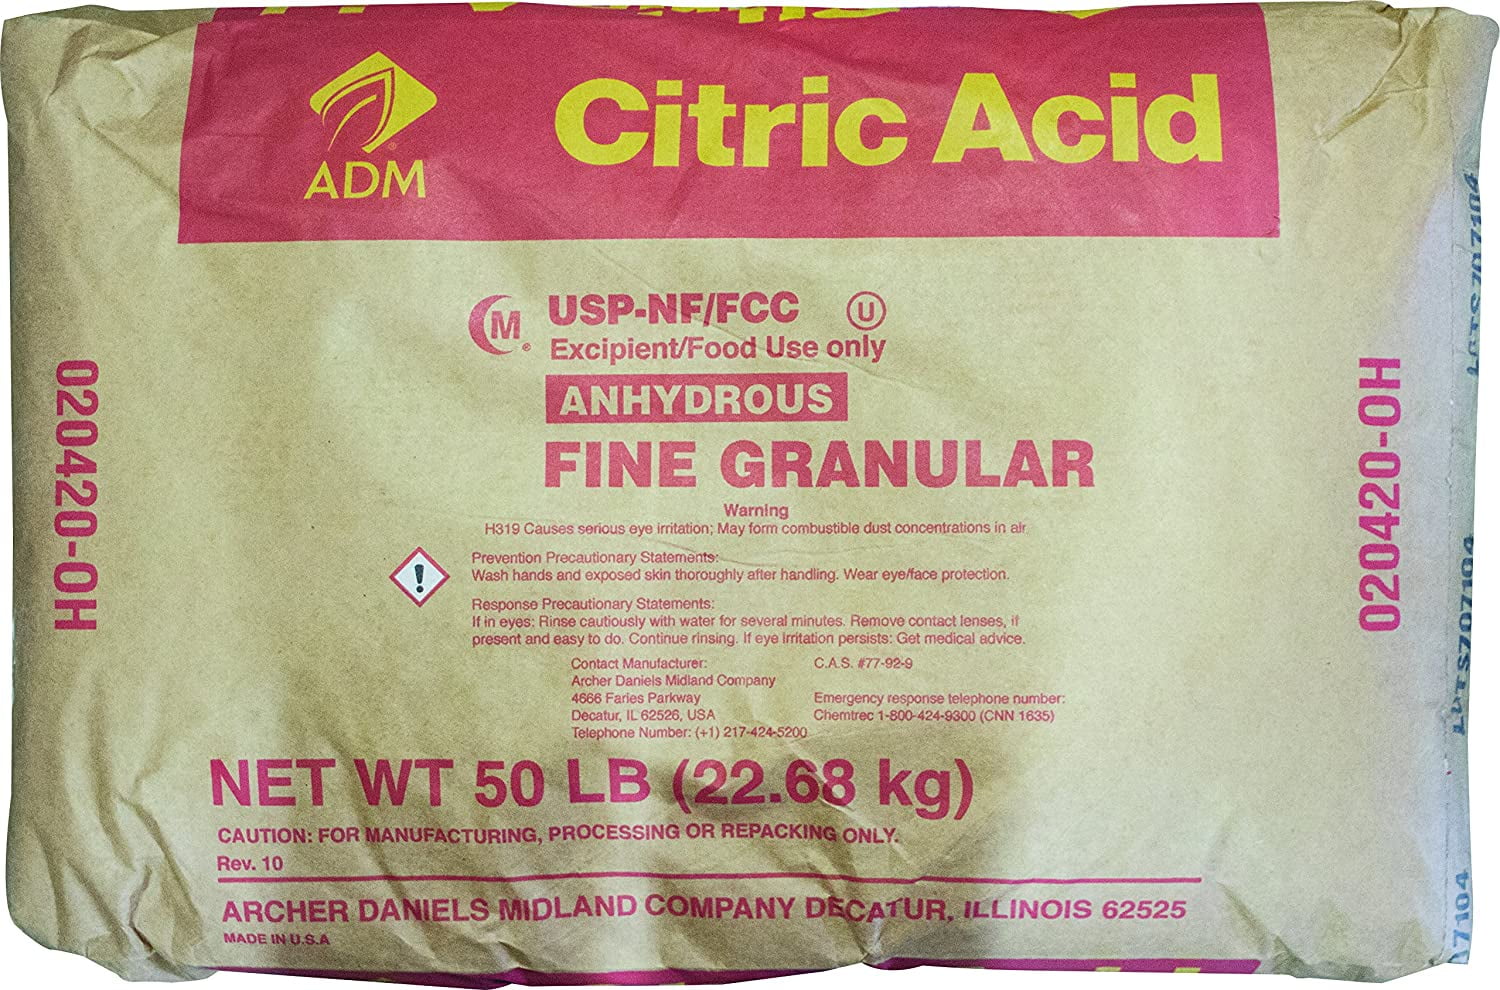 ADM
Citric Acid
M
USP-NF/FCC
U
Excipient/Food Use only
ANHYDROUS
FINE GRANULAR
Warning
H319 Causes serious eye irritation; May form combustible dust concentrations in air
Prevention Precautionary Statements:
Wash hands and exposed skin thoroughly after handling. Wear eye/face protection.
Response Precautionary Statements:
If in eyes: Rinse cautiously with water for several minutes. Remove contact lenses, if
present and easy to do. Continue rinsing. If eye irritation persists: Get medical advice.
Contact Manufacturer:
Archer Daniels Midland Company
4666 Faries Parkway
Decatur, IL 62526, USA
Telephone Number: (+1) 217-424-5200
C.A.S. #77-92-9
Emergency response telephone number:
Chemtrec 1-800-424-9300 (CNN 1635)
NET WT 50 LB (22.68 kg)
CAUTION: FOR MANUFACTURING, PROCESSING OR REPACKING ONLY.
Rev. 10
ARCHER DANIELS MIDLAND COMPANY DECATUR, ILLINOIS 62525
MADE IN U.S.A
020420-OH
020420-OH